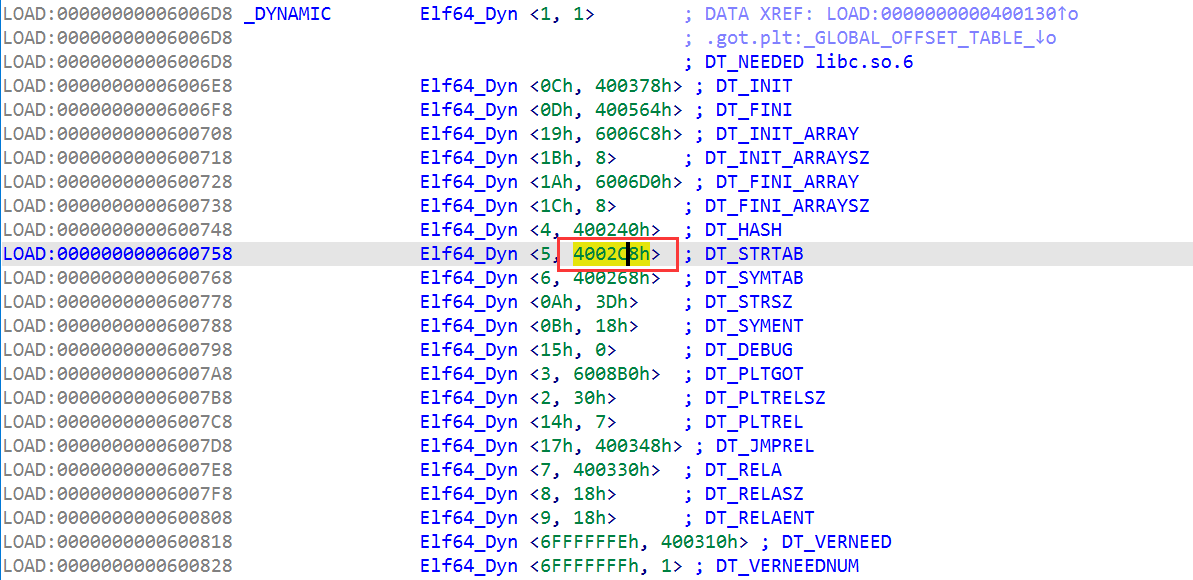 LOAD:00000000006006D8 _DYNAMIC Elf64_Dyn <1, 1> ; DATA XREF: LOAD:0000000000400130↑o
LOAD:00000000006006D8 ; .got.plt:_GLOBAL_OFFSET_TABLE_↓o
LOAD:00000000006006D8 ; DT_NEEDED libc.so.6
LOAD:00000000006006E8 Elf64_Dyn <0Ch, 400378h> ; DT_INIT
LOAD:00000000006006F8 Elf64_Dyn <0Dh, 400564h> ; DT_FINI
LOAD:0000000000600708 Elf64_Dyn <19h, 6006C8h> ; DT_INIT_ARRAY
LOAD:0000000000600718 Elf64_Dyn <1Bh, 8> ; DT_INIT_ARRAYSZ
LOAD:0000000000600728 Elf64_Dyn <1Ah, 6006D0h> ; DT_FINI_ARRAY
LOAD:0000000000600738 Elf64_Dyn <1Ch, 8> ; DT_FINI_ARRAYSZ
LOAD:0000000000600748 Elf64_Dyn <4, 400240h> ; DT_HASH
LOAD:0000000000600758 Elf64_Dyn <5, 4002C8h> ; DT_STRTAB
LOAD:0000000000600768 Elf64_Dyn <6, 400268h> ; DT_SYMTAB
LOAD:0000000000600778 Elf64_Dyn <0Ah, 3Dh> ; DT_STRSZ
LOAD:0000000000600788 Elf64_Dyn <0Bh, 18h> ; DT_SYMENT
LOAD:0000000000600798 Elf64_Dyn <15h, 0> ; DT_DEBUG
LOAD:00000000006007A8 Elf64_Dyn <3, 6008B0h> ; DT_PLTGOT
LOAD:00000000006007B8 Elf64_Dyn <2, 30h> ; DT_PLTRELSZ
LOAD:00000000006007C8 Elf64_Dyn <14h, 7> ; DT_PLTREL
LOAD:00000000006007D8 Elf64_Dyn <17h, 400348h> ; DT_JMPREL
LOAD:00000000006007E8 Elf64_Dyn <7, 400330h> ; DT_RELA
LOAD:00000000006007F8 Elf64_Dyn <8, 18h> ; DT_RELASZ
LOAD:0000000000600808 Elf64_Dyn <9, 18h> ; DT_RELAENT
LOAD:0000000000600818 Elf64_Dyn <6FFFFFFEh, 400310h> ; DT_VERNEED
LOAD:0000000000600828 Elf64_Dyn <6FFFFFFFh, 1> ; DT_VERNEEDNUM